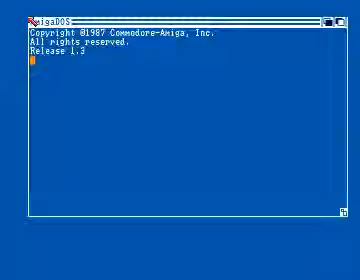 AmigaDOS
Copyright ©1987 Commodore-Amiga, Inc.
All rights reserved.
Release 1.3